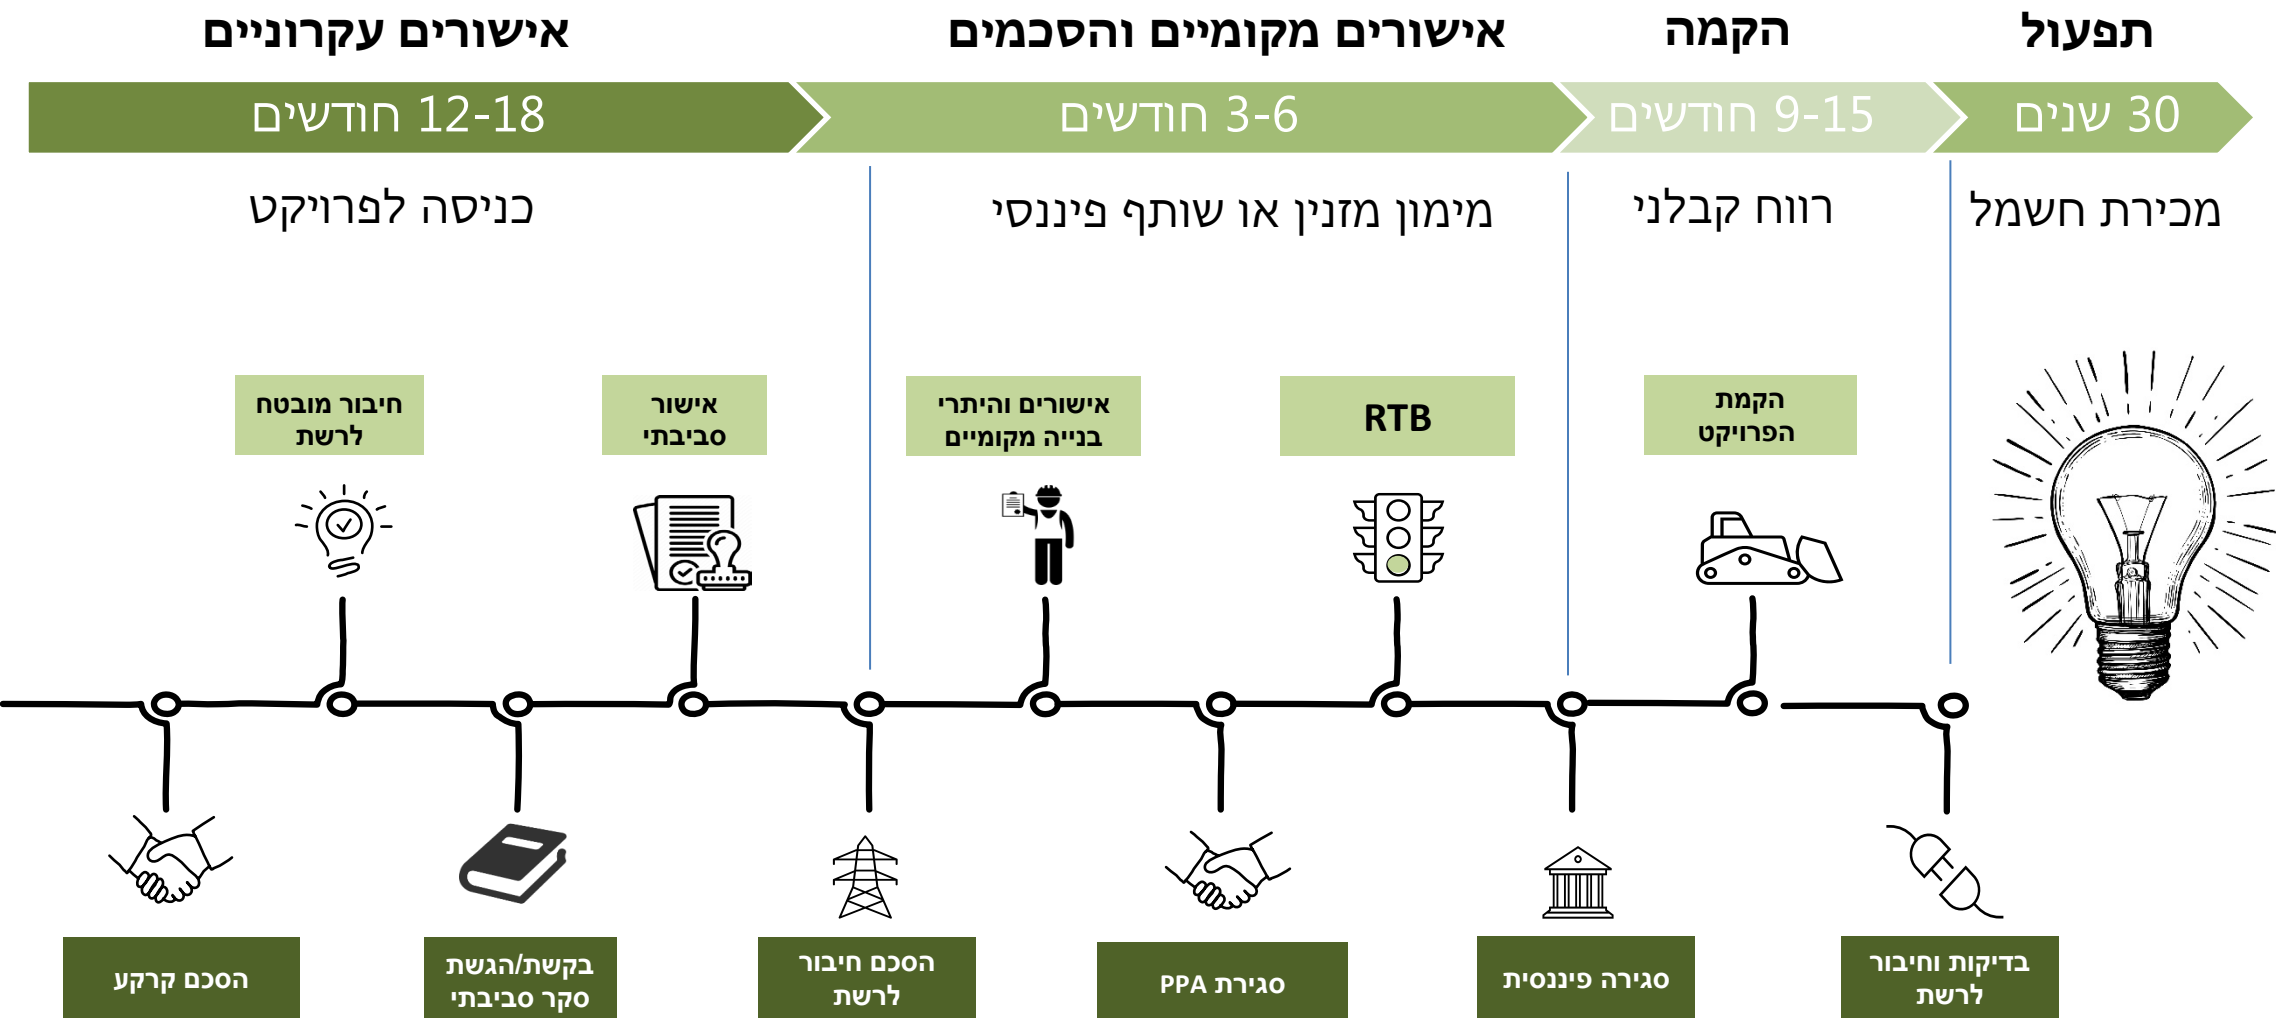 אישורים עקרוניים
אישורים מקומיים והסכמים
הקמה
תפעול
12-18 חודשים
3-6 חודשים
9-15 חודשים
30 שנים
כניסה לפרויקט
מימון מזנין או שותף פיננסי
רווח קבלני
מכירת חשמל
חיבור מובטח
לרשת
אישור
סביבתי
אישורים והיתרי
בנייה מקומיים
RTB
הקמת
הפרויקט
הסכם קרקע
בקשת/הגשת
סקר סביבתי
הסכם חיבור
לרשת
סגירת PPA
סגירה פיננסית
בדיקות וחיבור
לרשת